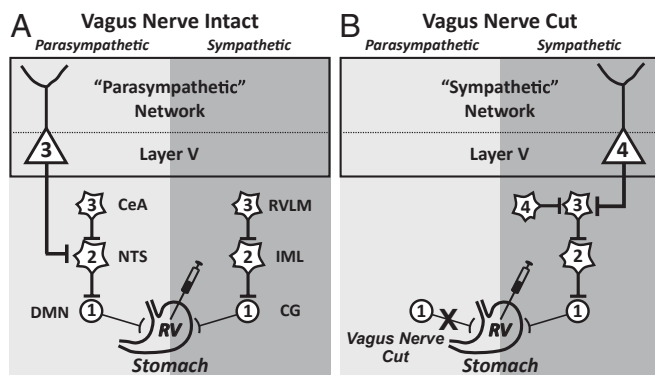 A Vagus Nerve Intact
Parasympathetic Sympathetic
"Parasympathetic"
Network
3 Layer V
3 CeA 3 RVLM
2 NTS 2 IML
DMN 1 RV 1 CG
Stomach
B Vagus Nerve Cut
Parasympathetic Sympathetic
"Sympathetic"
Network
Layer V 4
4 3
2
1 X RV 1
Vagus Nerve
Cut
Stomach